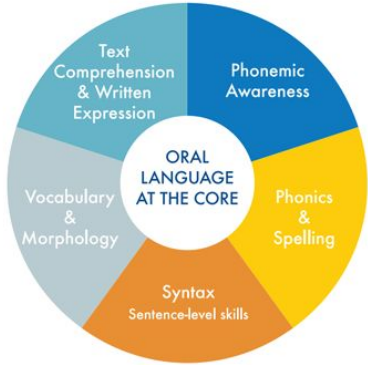 Text
Comprehension
& Written
Expression
Phonemic
Awareness
ORAL
LANGUAGE
AT THE CORE
Vocabulary
&
Morphology
Phonics
&
Spelling
Syntax
Sentence-level skills